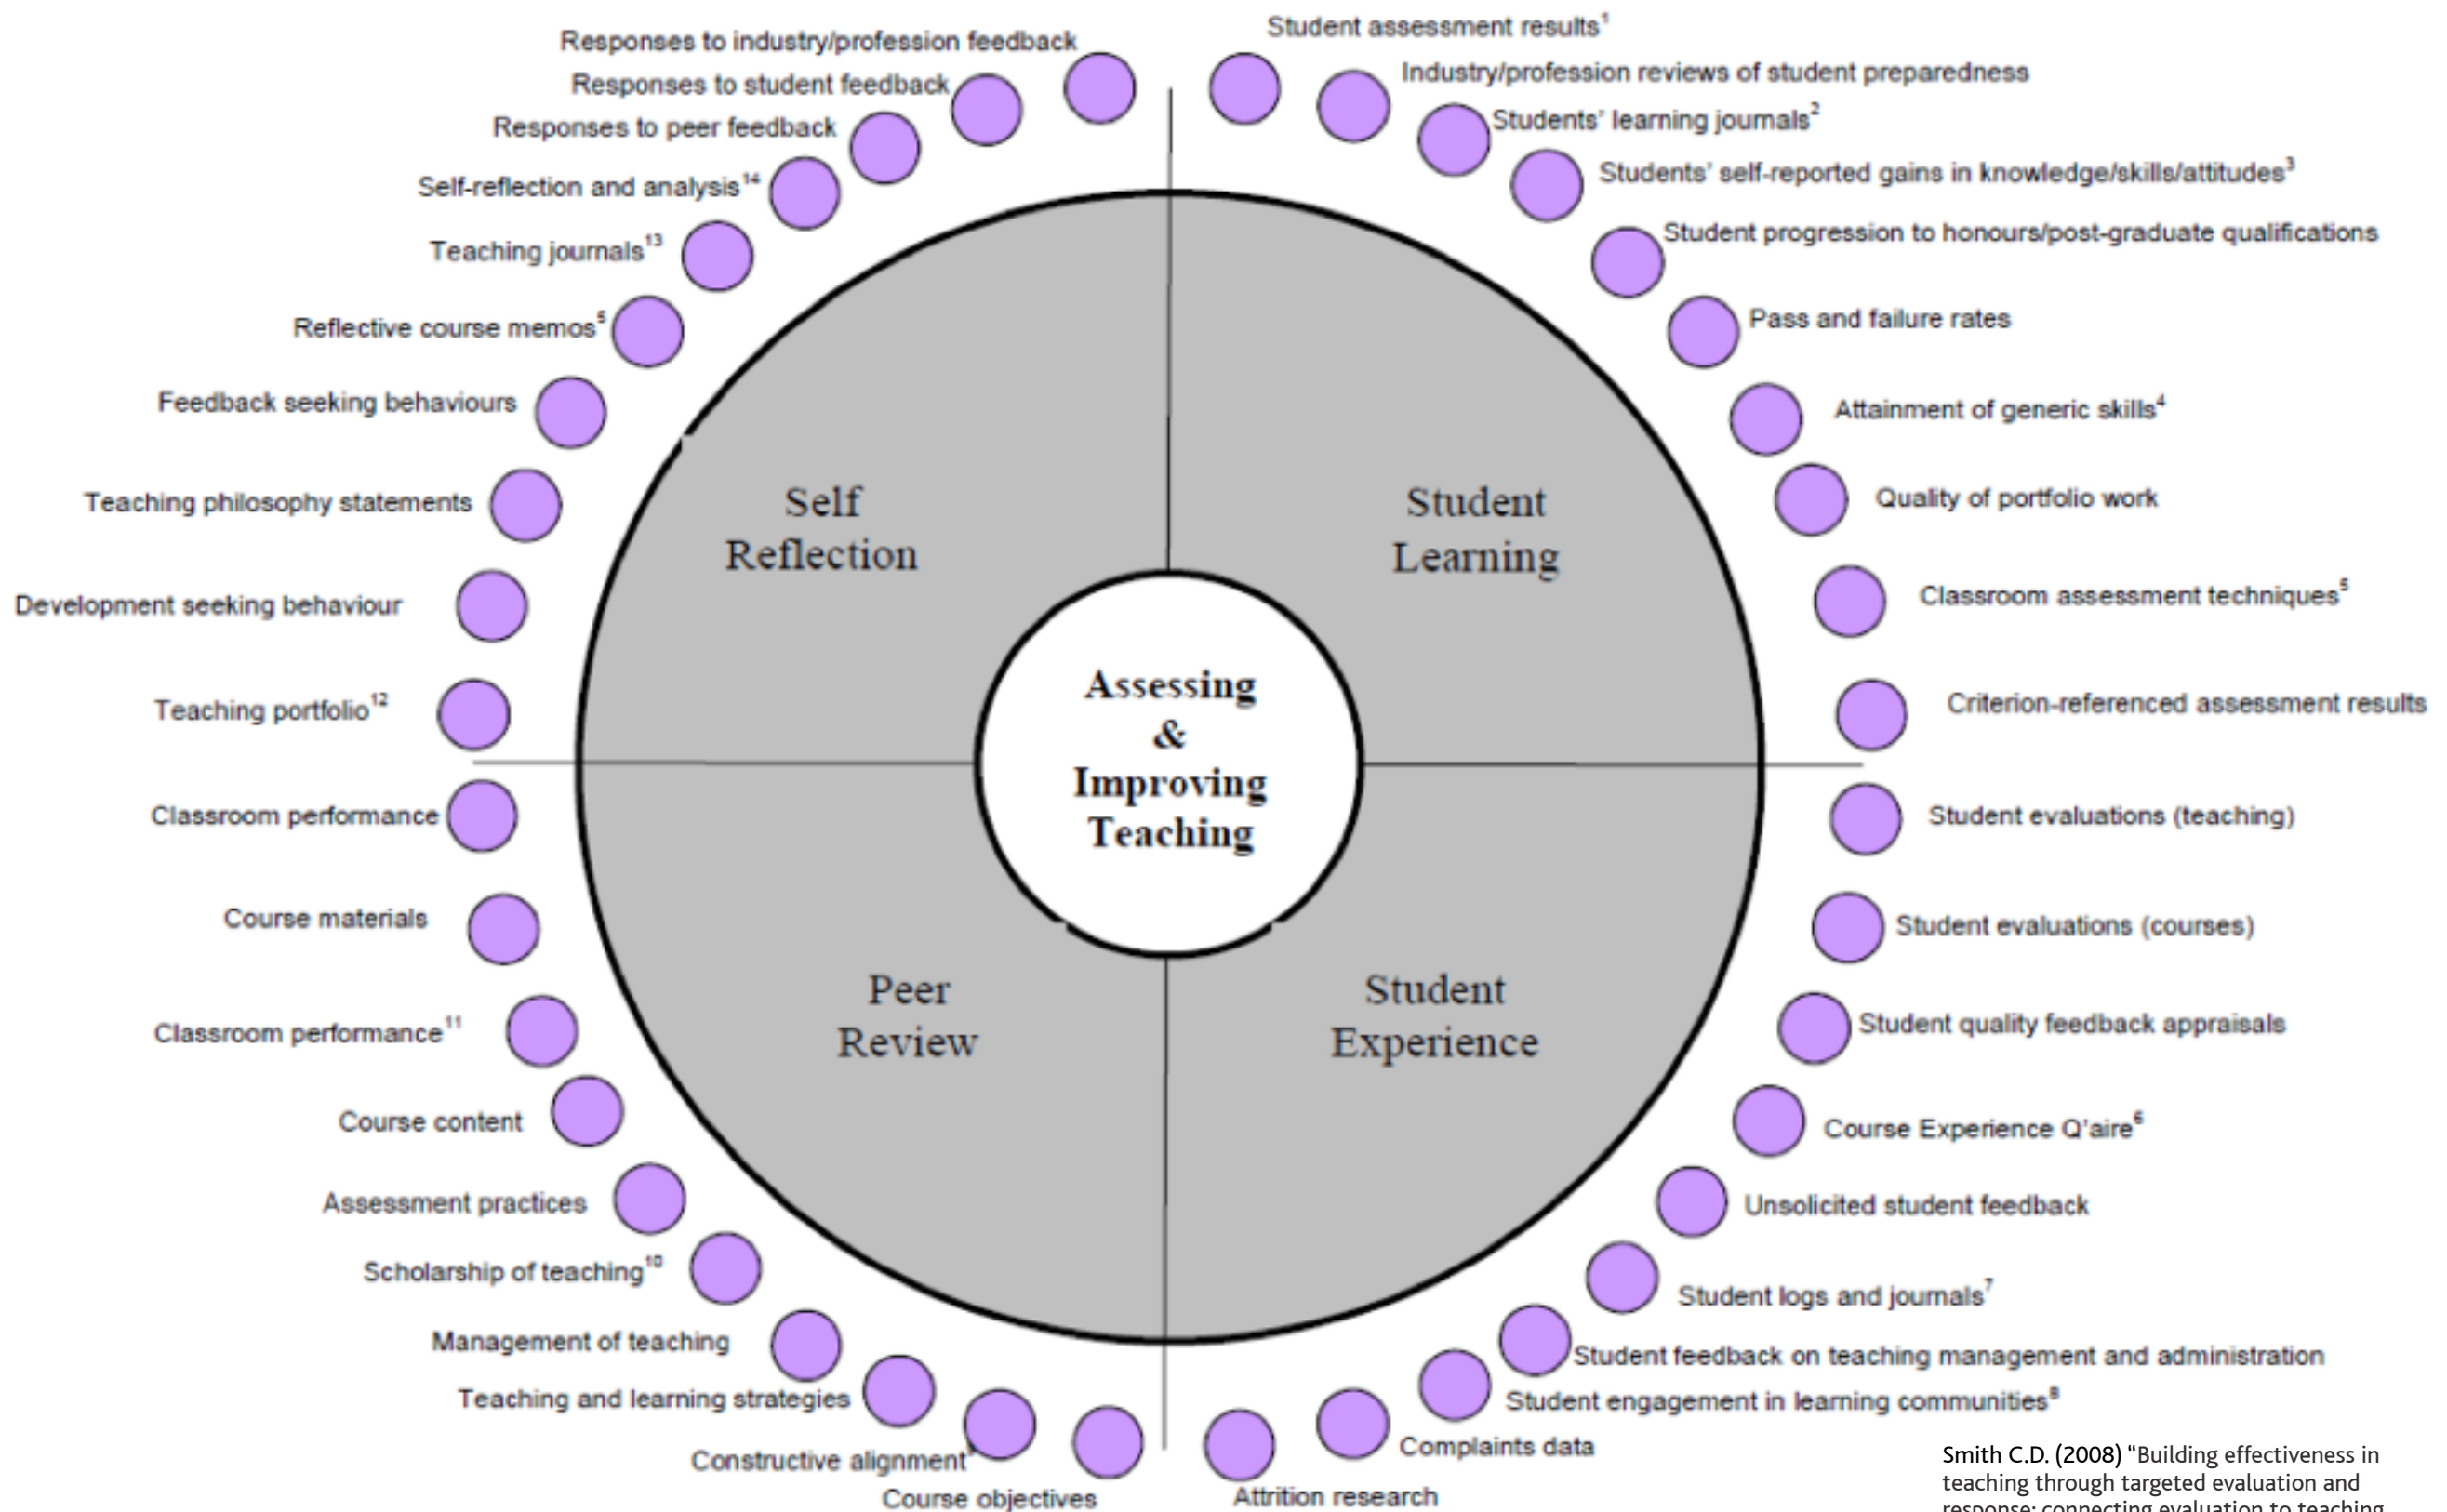 Student assessment results¹
Industry/profession reviews of student preparedness
Students' learning journals²
Students' self-reported gains in knowledge/skills/attitudes³
Student progression to honours/post-graduate qualifications
Pass and failure rates
Attainment of generic skills⁴
Quality of portfolio work
Classroom assessment techniques⁵
Criterion-referenced assessment results
Student evaluations (teaching)
Student evaluations (courses)
Student quality feedback appraisals
Course Experience Q'aire⁶
Unsolicited student feedback
Student logs and journals⁷
Student feedback on teaching management and administration
Student engagement in learning communities⁸
Complaints data
Attrition research
Responses to industry/profession feedback
Responses to student feedback
Responses to peer feedback
Self-reflection and analysis¹⁴
Teaching journals¹³
Reflective course memos⁵
Feedback seeking behaviours
Teaching philosophy statements
Development seeking behaviour
Teaching portfolio¹²
Classroom performance
Course materials
Classroom performance¹¹
Course content
Assessment practices
Scholarship of teaching¹⁰
Management of teaching
Teaching and learning strategies
Constructive alignment
Course objectives
Self
Reflection
Student
Learning
Assessing
&
Improving
Teaching
Peer
Review
Student
Experience
Smith C.D. (2008) "Building effectiveness in
teaching through targeted evaluation and
response: connecting evaluation to teaching